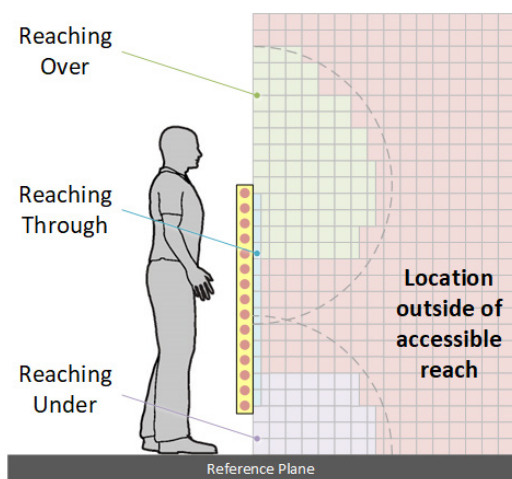 Reaching
Over
Reaching
Through
Location
outside of
accessible
reach
Reaching
Under
Reference Plane